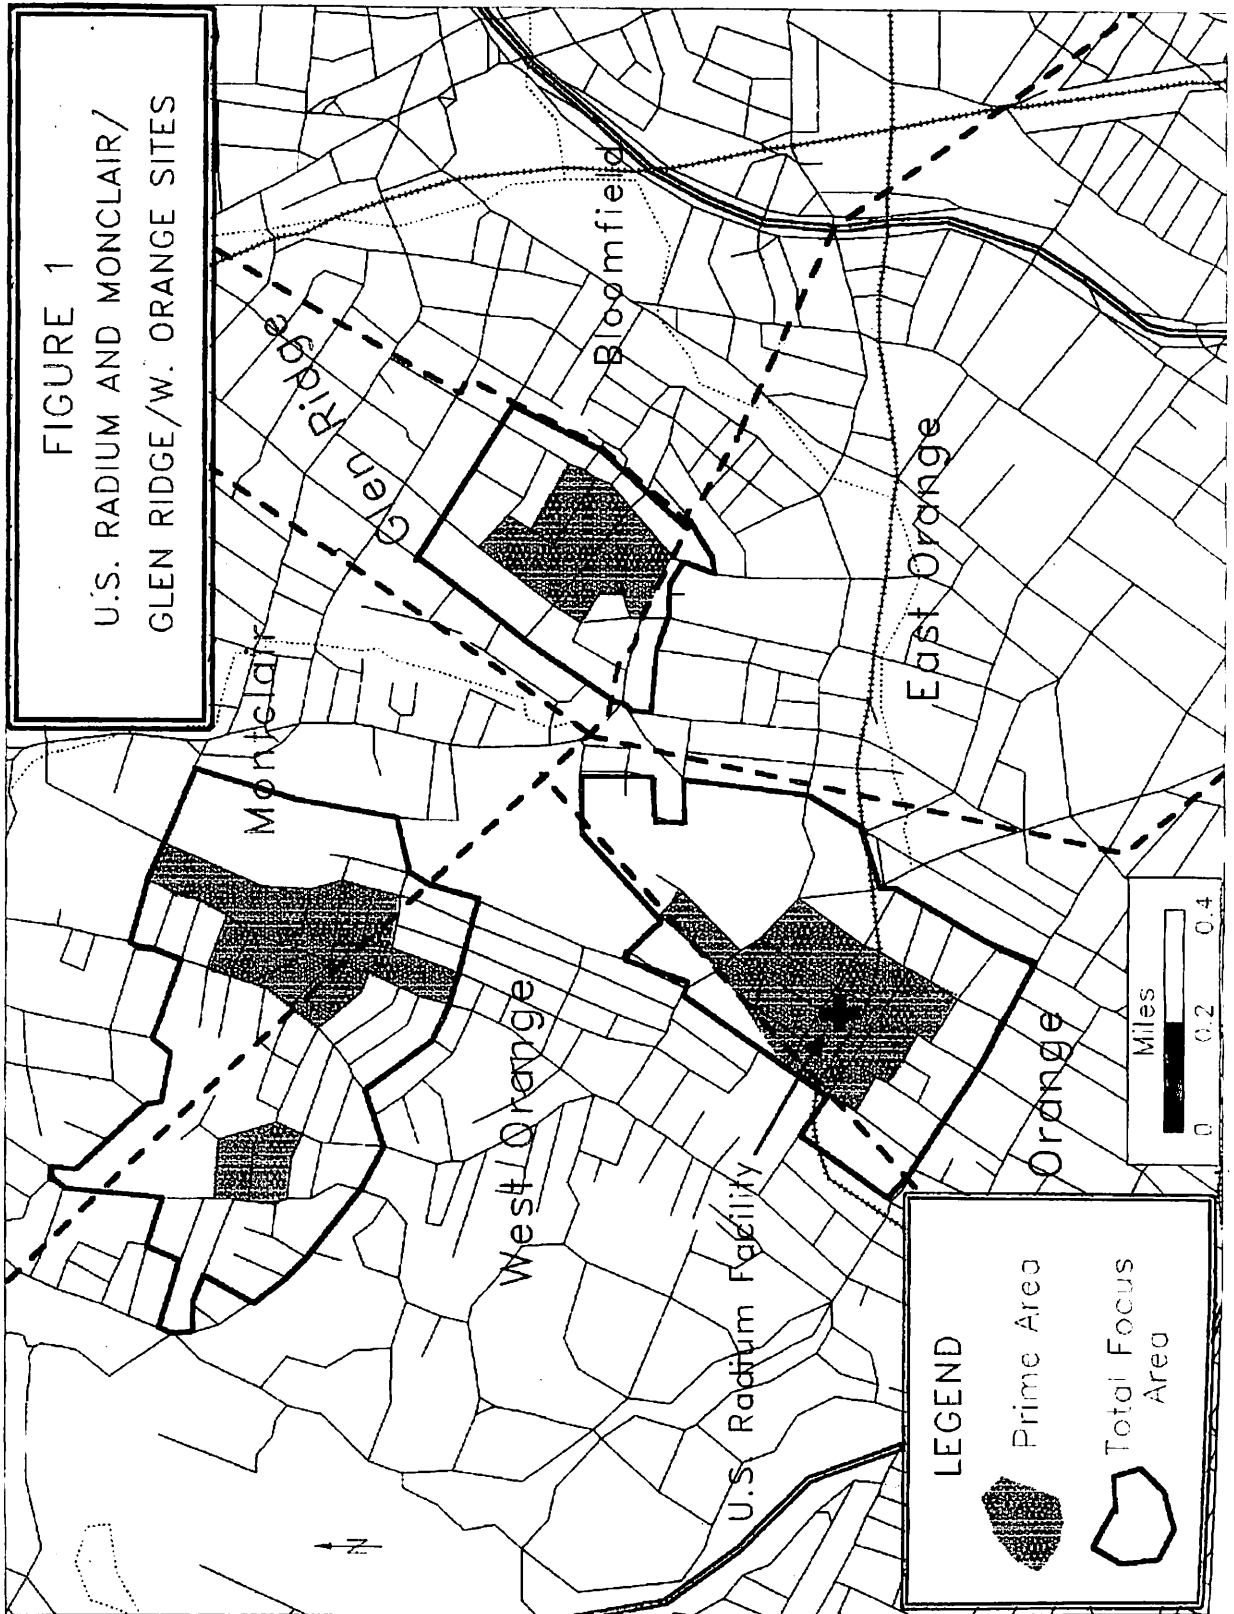 FIGURE 1
U.S. RADIUM AND MONCLAIR/
GLEN RIDGE/W. ORANGE SITES
Montclair
Glen Ridge
Bloomfield
West Orange
East Orange
U.S. Radium Facility
Orange
N
LEGEND
Prime Area
Total Focus
Area
Miles
0 0.2 0.4